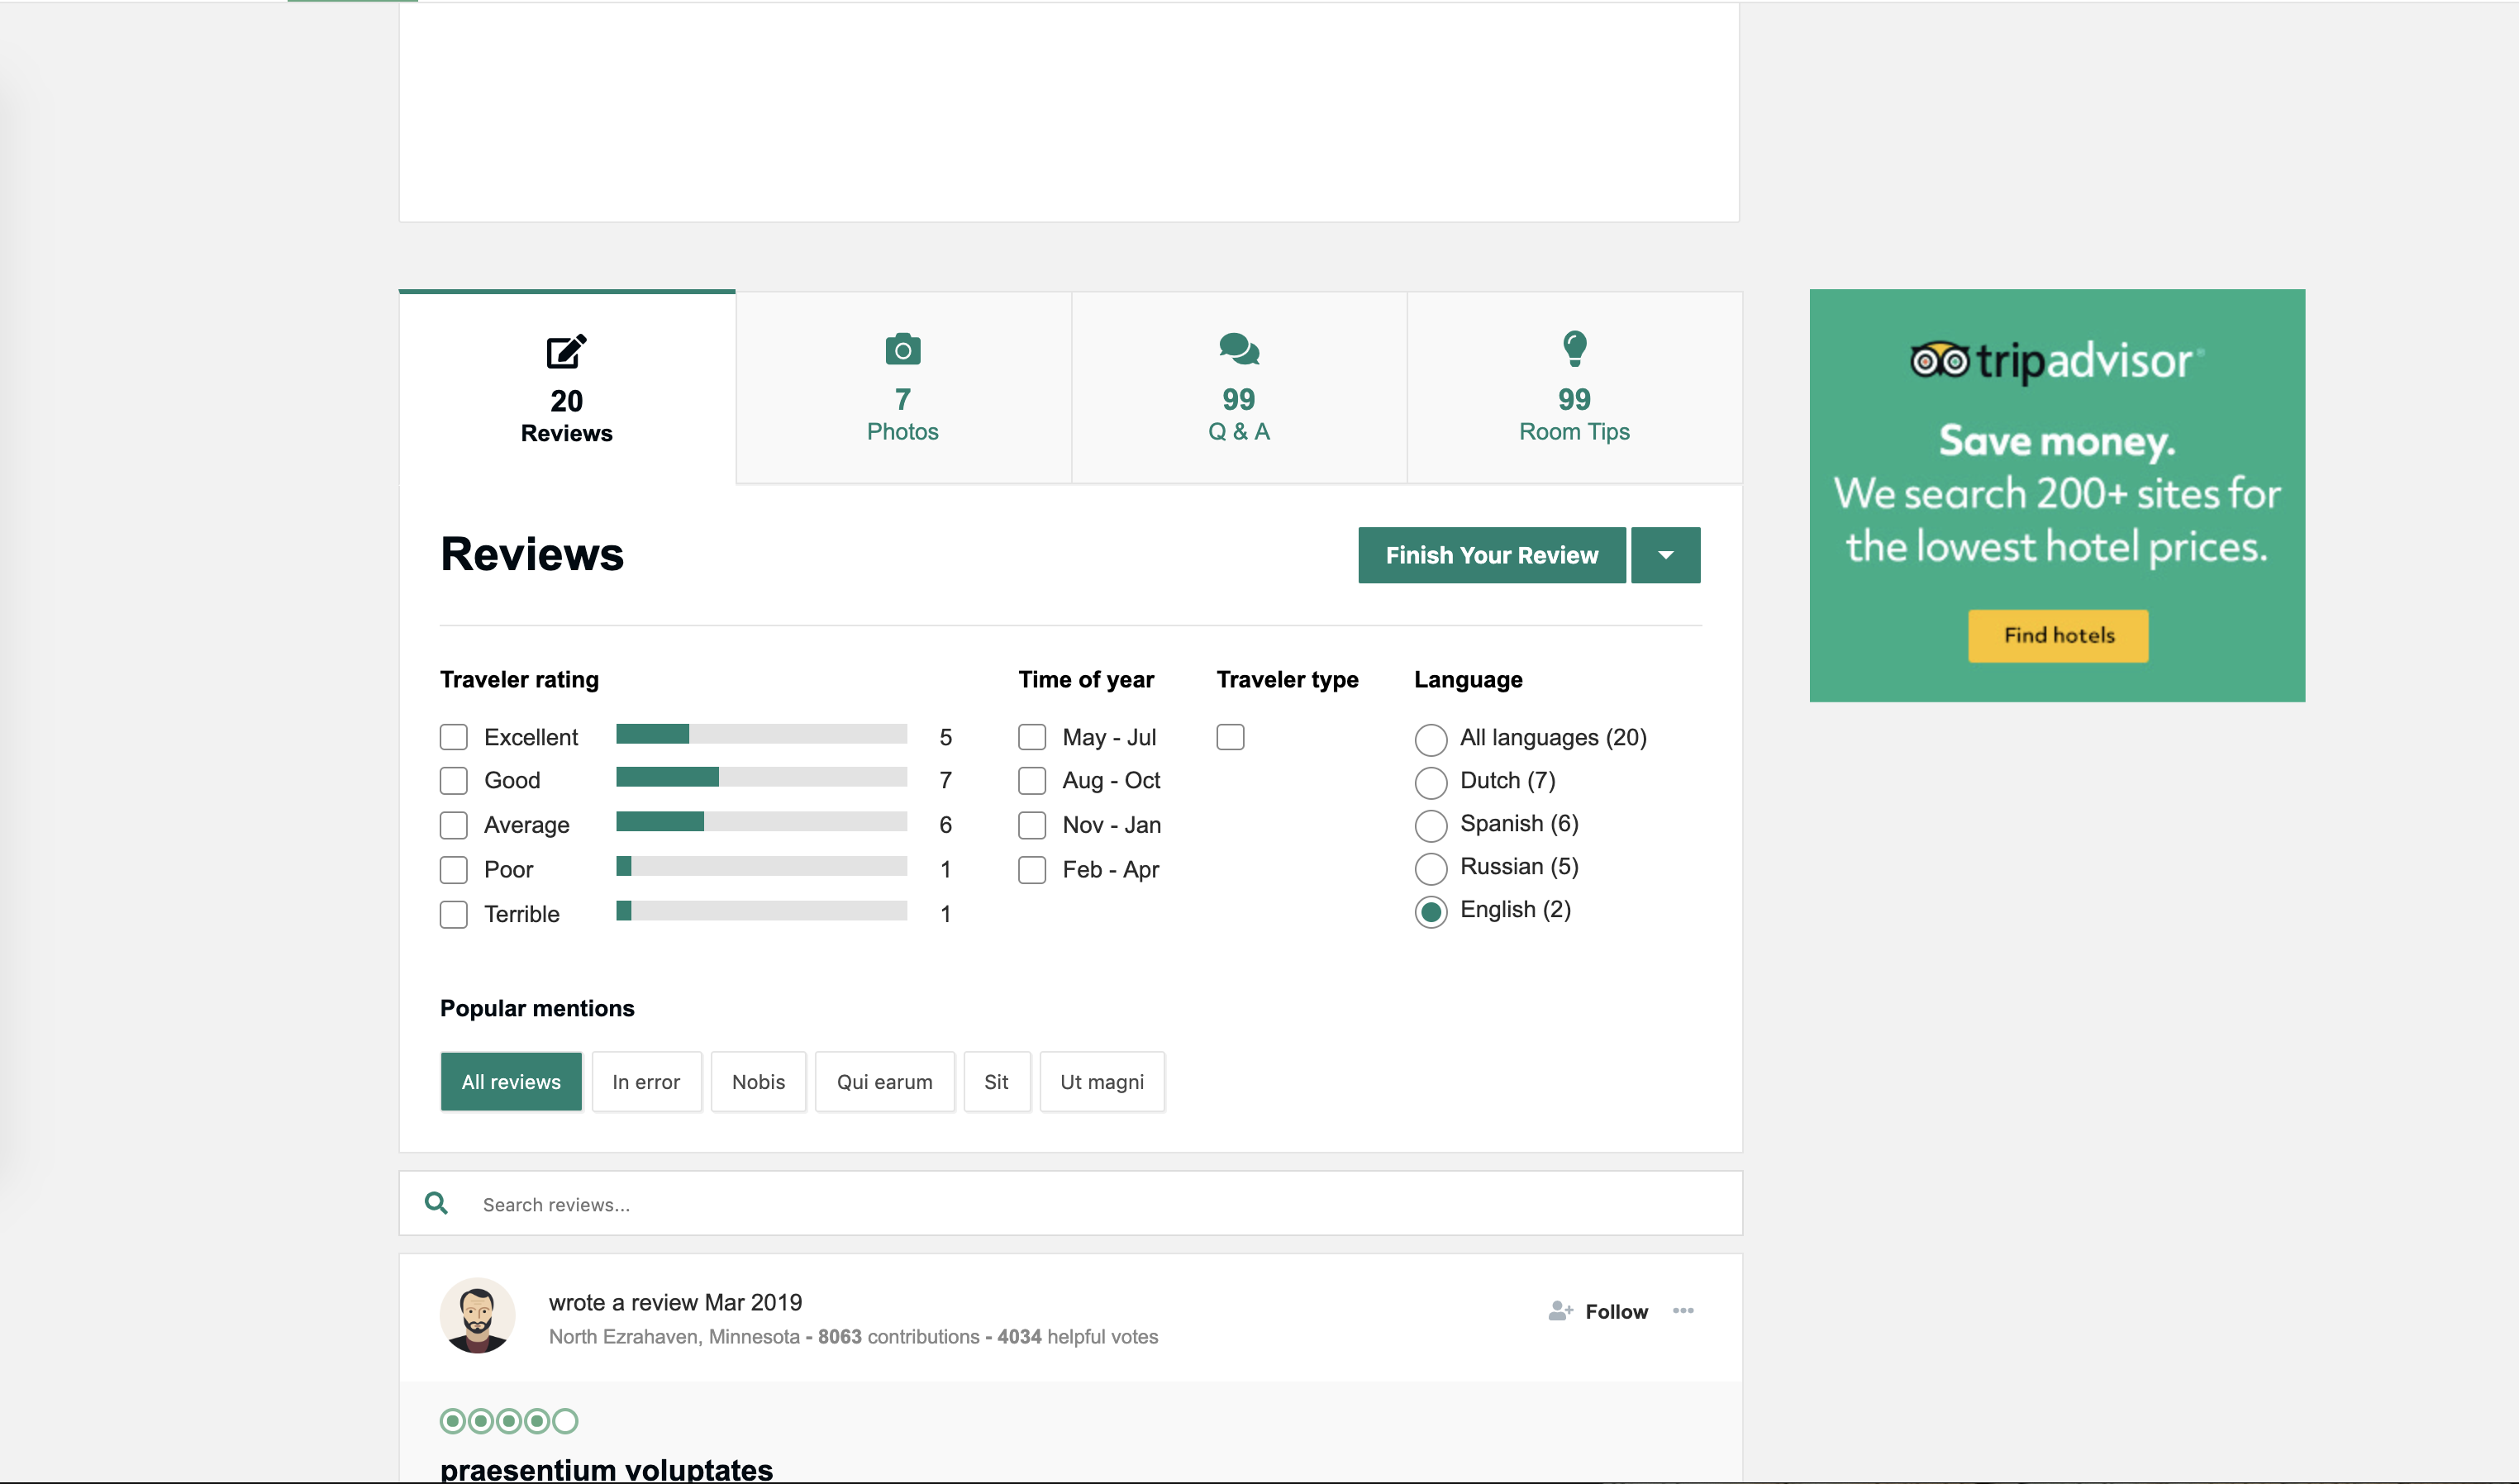 20
Reviews
7
Photos
99
Q & A
99
Room Tips
tripadvisor®
Save money.
We search 200+ sites for
the lowest hotel prices.
Find hotels
Reviews
Finish Your Review
Traveler rating
Excellent 5
Good 7
Average 6
Poor 1
Terrible 1
Time of year
May - Jul
Aug - Oct
Nov - Jan
Feb - Apr
Traveler type
Language
All languages (20)
Dutch (7)
Spanish (6)
Russian (5)
English (2)
Popular mentions
All reviews In error Nobis Qui earum Sit Ut magni
Search reviews...
wrote a review Mar 2019
North Ezrahaven, Minnesota - 8063 contributions - 4034 helpful votes
Follow
praesentium voluptates